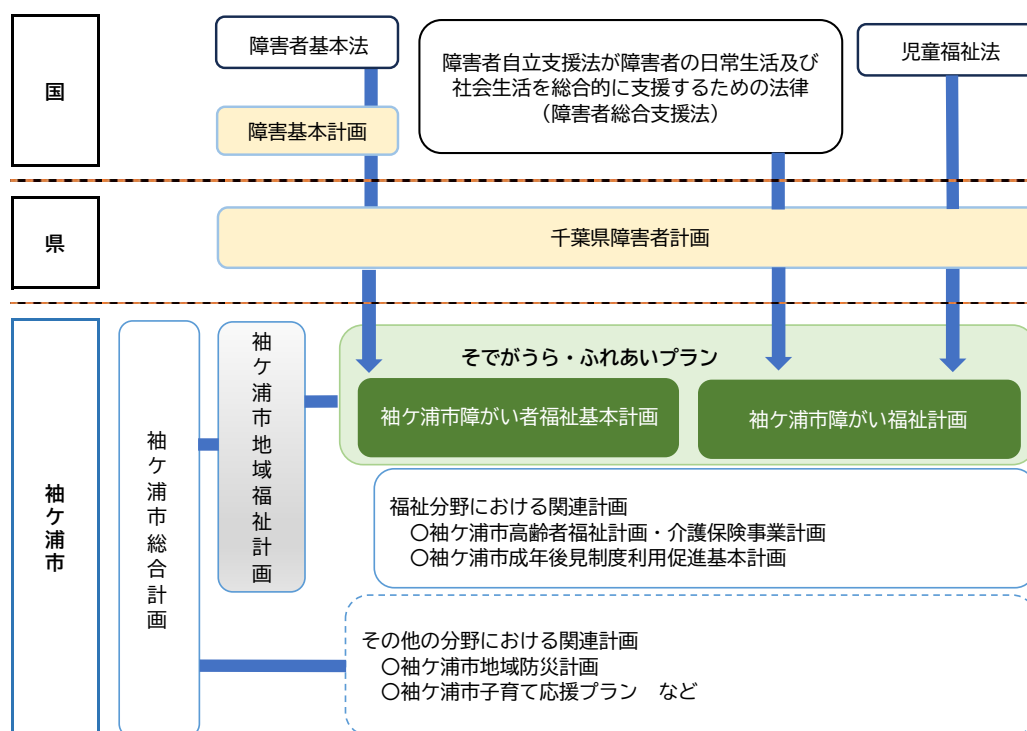 国
障害者基本法
障害基本計画
障害者自立支援法が障害者の日常生活及び
社会生活を総合的に支援するための法律
（障害者総合支援法）
児童福祉法
県
千葉県障害者計画
袖ケ浦市
袖ケ浦市総合計画
袖ケ浦市地域福祉計画
そでがうら・ふれあいプラン
袖ケ浦市障がい者福祉基本計画
袖ケ浦市障がい福祉計画
福祉分野における関連計画
〇袖ケ浦市高齢者福祉計画・介護保険事業計画
〇袖ケ浦市成年後見制度利用促進基本計画
その他の分野における関連計画
〇袖ケ浦市地域防災計画
〇袖ケ浦市子育て応援プラン　など